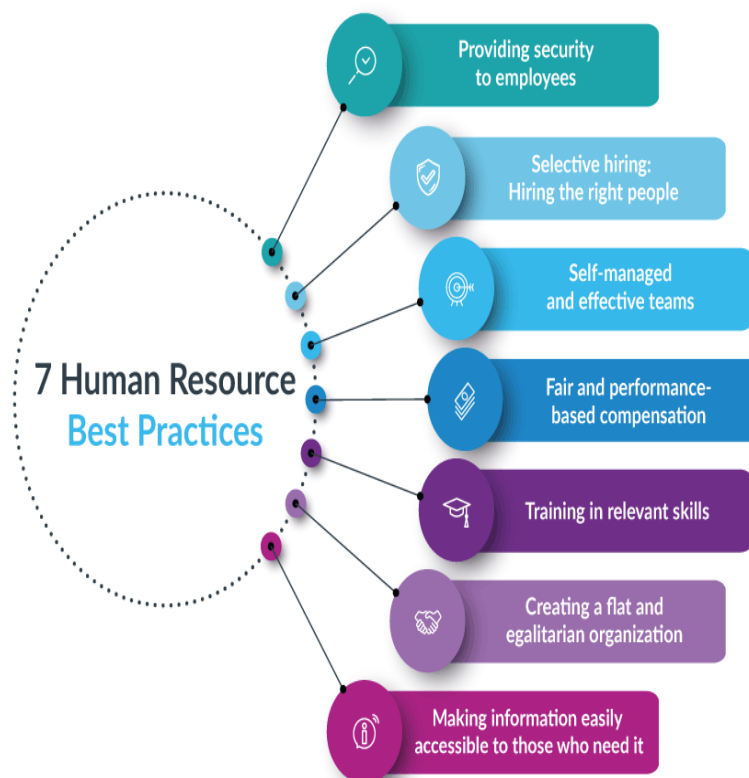 7 Human Resource
Best Practices
Providing security
to employees
Selective hiring:
Hiring the right people
Self-managed
and effective teams
Fair and performance-
based compensation
Training in relevant skills
Creating a flat and
egalitarian organization
Making information easily
accessible to those who need it